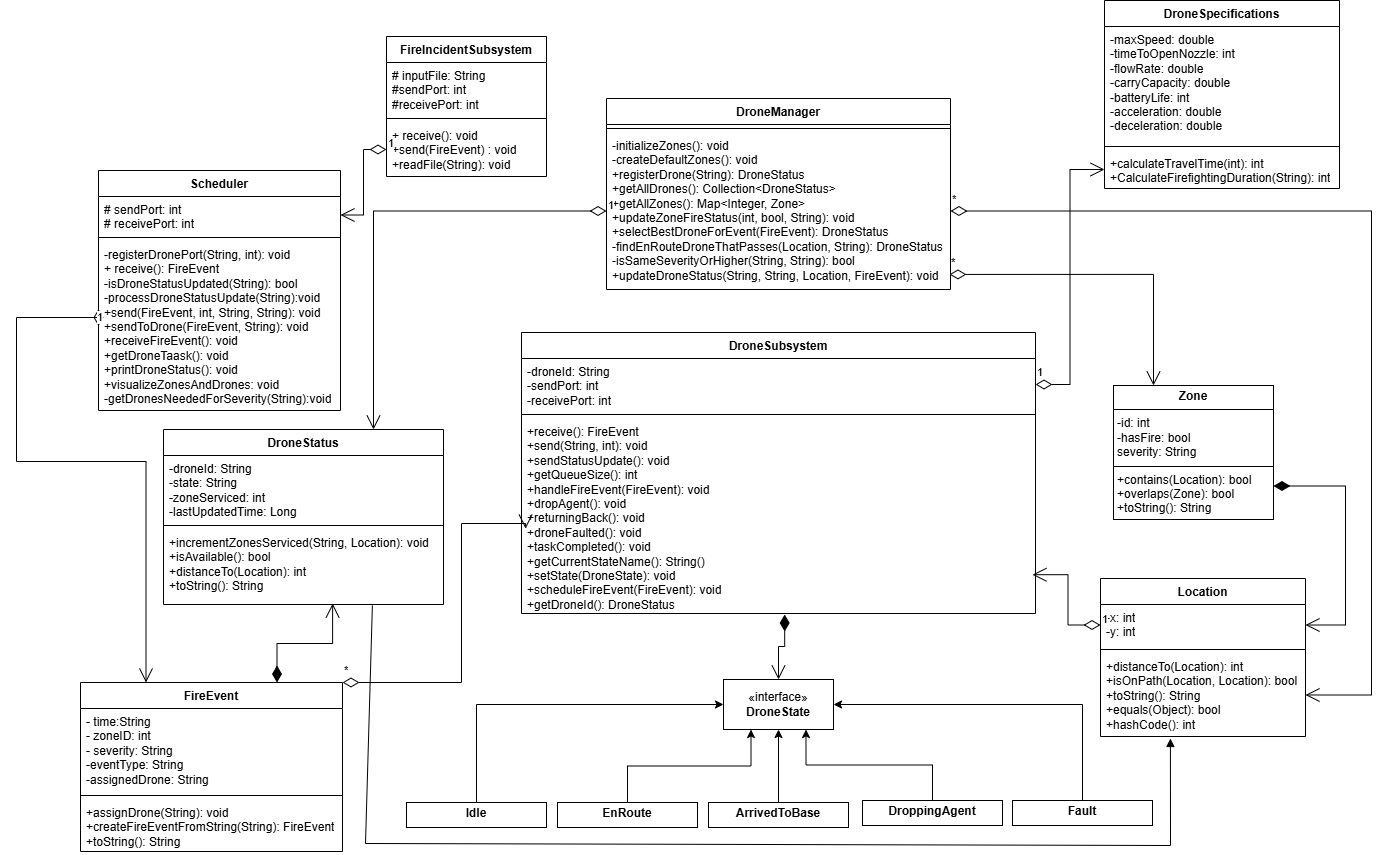 DroneSpecifications
-maxSpeed: double
-timeToOpenNozzle: int
-flowRate: double
-carryCapacity: double
-batteryLife: int
-acceleration: double
-deceleration: double
+calculateTravelTime(int): int
+CalculateFirefightingDuration(String): int
FireIncidentSubsystem
# inputFile: String
#sendPort: int
#receivePort: int
+ receive(): void
+send(FireEvent) : void
+readFile(String): void
1
DroneManager
-initializeZones(): void
-createDefaultZones(): void
+registerDrone(String): DroneStatus
+getAllDrones(): Collection<DroneStatus>
+getAllZones(): Map<Integer, Zone>
+updateZoneFireStatus(int, bool, String): void
+selectBestDroneForEvent(FireEvent): DroneStatus
-findEnRouteDroneThatPasses(Location, String): DroneStatus
-isSameSeverityOrHigher(String, String): bool
+updateDroneStatus(String, String, Location, FireEvent): void
1
*
*
Scheduler
# sendPort: int
# receivePort: int
-registerDronePort(String, int): void
+ receive(): FireEvent
-isDroneStatusUpdated(String): bool
-processDroneStatusUpdate(String):void
+send(FireEvent, int, String, String): void
+sendToDrone(FireEvent, String): void
+receiveFireEvent(): void
+getDroneTaask(): void
+printDroneStatus(): void
+visualizeZonesAndDrones: void
-getDronesNeededForSeverity(String):void
1
DroneSubsystem
-droneId: String
-sendPort: int
-receivePort: int
+receive(): FireEvent
+send(String, int): void
+sendStatusUpdate(): void
+getQueueSize(): int
+handleFireEvent(FireEvent): void
+dropAgent(): void
+returningBack(): void
+droneFaulted(): void
+taskCompleted(): void
+getCurrentStateName(): String()
+setState(DroneState): void
+scheduleFireEvent(FireEvent): void
+getDroneId(): DroneStatus
1
Zone
-id: int
-hasFire: bool
severity: String
+contains(Location): bool
+overlaps(Zone): bool
+toString(): String
DroneStatus
-droneId: String
-state: String
-zoneServiced: int
-lastUpdatedTime: Long
+incrementZonesServiced(String, Location): void
+isAvailable(): bool
+distanceTo(Location): int
+toString(): String
Location
1
-x: int
-y: int
+distanceTo(Location): int
+isOnPath(Location, Location): bool
+toString(): String
+equals(Object): bool
+hashCode(): int
*
FireEvent
- time:String
- zoneID: int
- severity: String
-eventType: String
-assignedDrone: String
+assignDrone(String): void
+createFireEventFromString(String): FireEvent
+toString(): String
«interface»
DroneState
Idle
EnRoute
ArrivedToBase
DroppingAgent
Fault